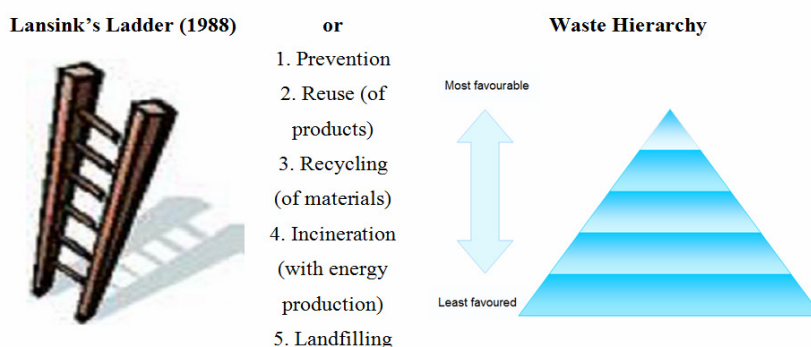 Lansink's Ladder (1988)
or
Waste Hierarchy
1. Prevention
2. Reuse (of
products)
3. Recycling
(of materials)
4. Incineration
(with energy
production)
5. Landfilling
Most favourable
Least favoured